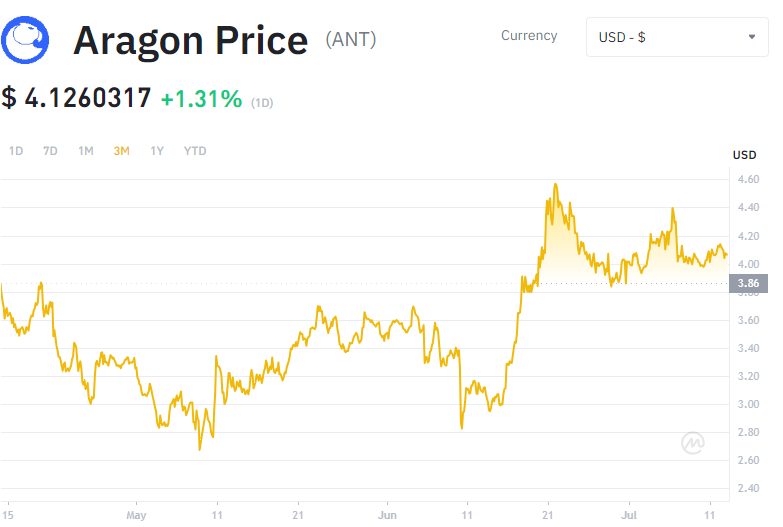 Aragon Price (ANT)
Currency
USD - $
$ 4.1260317 +1.31% (1D)
1D 7D 1M 3M 1Y YTD
USD
4.60
4.40
4.20
4.00
3.86
3.80
3.60
3.40
3.20
3.00
2.80
2.60
2.40
15 May 11 21 Jun 11 21 Jul 11